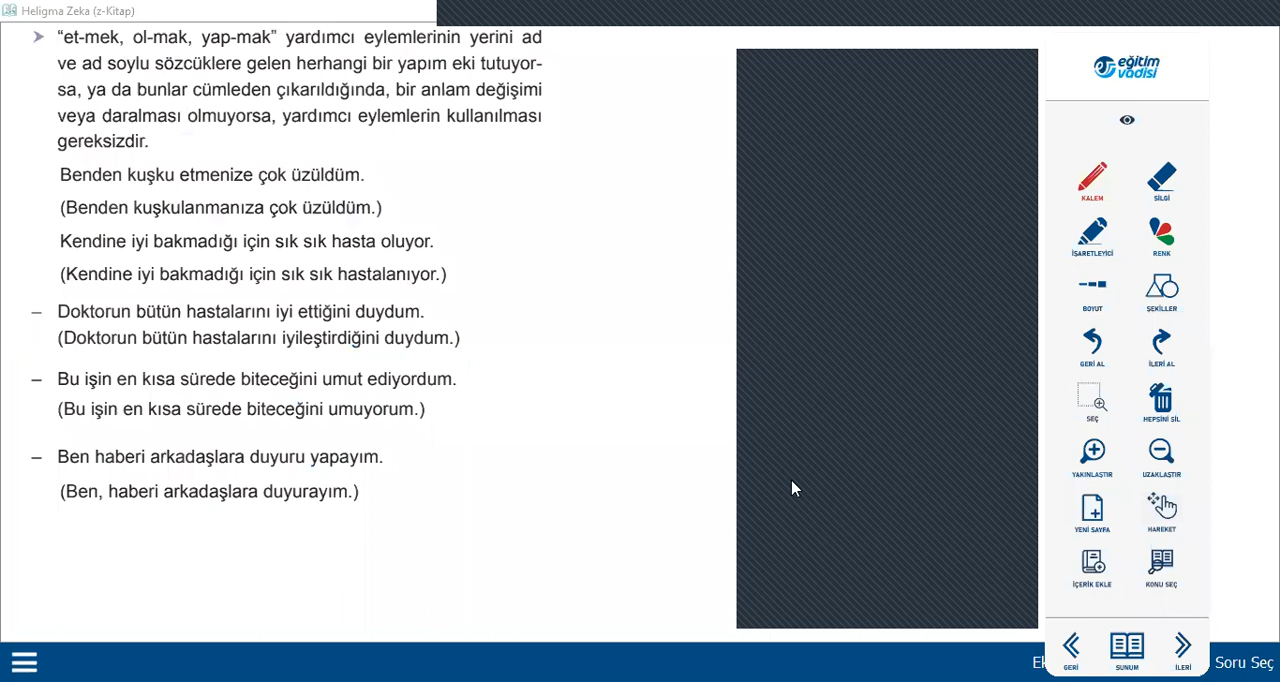 Heligma Zeka (z-Kitap)
➤ “et-mek, ol-mak, yap-mak” yardımcı eylemlerinin yerini ad
ve ad soylu sözcüklere gelen herhangi bir yapım eki tutuyor-
sa, ya da bunlar cümleden çıkarıldığında, bir anlam değişimi
veya daralması olmuyorsa, yardımcı eylemlerin kullanılması
gereksizdir.
Benden kuşku etmenize çok üzüldüm.
(Benden kuşkulanmanıza çok üzüldüm.)
Kendine iyi bakmadığı için sık sık hasta oluyor.
(Kendine iyi bakmadığı için sık sık hastalanıyor.)
– Doktorun bütün hastalarını iyi ettiğini duydum.
(Doktorun bütün hastalarını iyileştirdiğini duydum.)
– Bu işin en kısa sürede biteceğini umut ediyordum.
(Bu işin en kısa sürede biteceğini umuyorum.)
– Ben haberi arkadaşlara duyuru yapayım.
(Ben, haberi arkadaşlara duyurayım.)
eğitim
vadisi
KALEM
SİLGİ
İŞARETLEYİCİ
RENK
BOYUT
ŞEKİLLER
GERİ AL
İLERİ AL
SEÇ
HEPSİNİ SİL
YAKINLAŞTIR
UZAKLAŞTIR
YENİ SAYFA
HAREKET
İÇERİK EKLE
KONU SEÇ
GERİ
SUNUM
İLERİ
Soru Seç